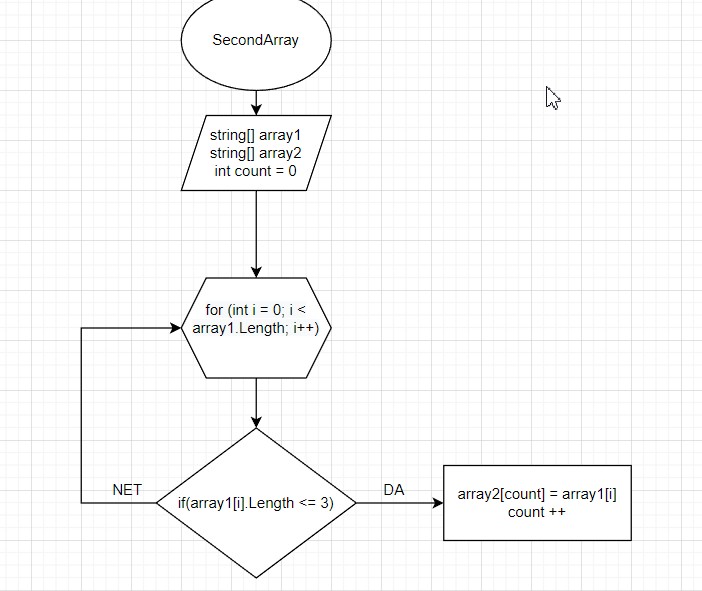 SecondArray
string[] array1
string[] array2
int count = 0
for (int i = 0; i <
array1.Length; i++)
NET
if(array1[i].Length <= 3)
DA
array2[count] = array1[i]
count ++